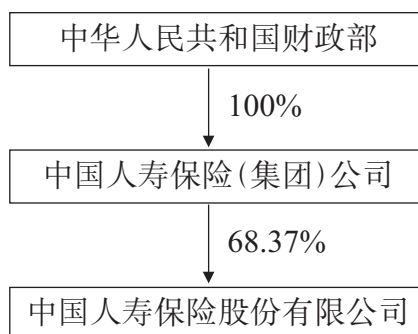 中华人民共和国财政部
100%
中国人寿保险(集团)公司
68.37%
中国人寿保险股份有限公司